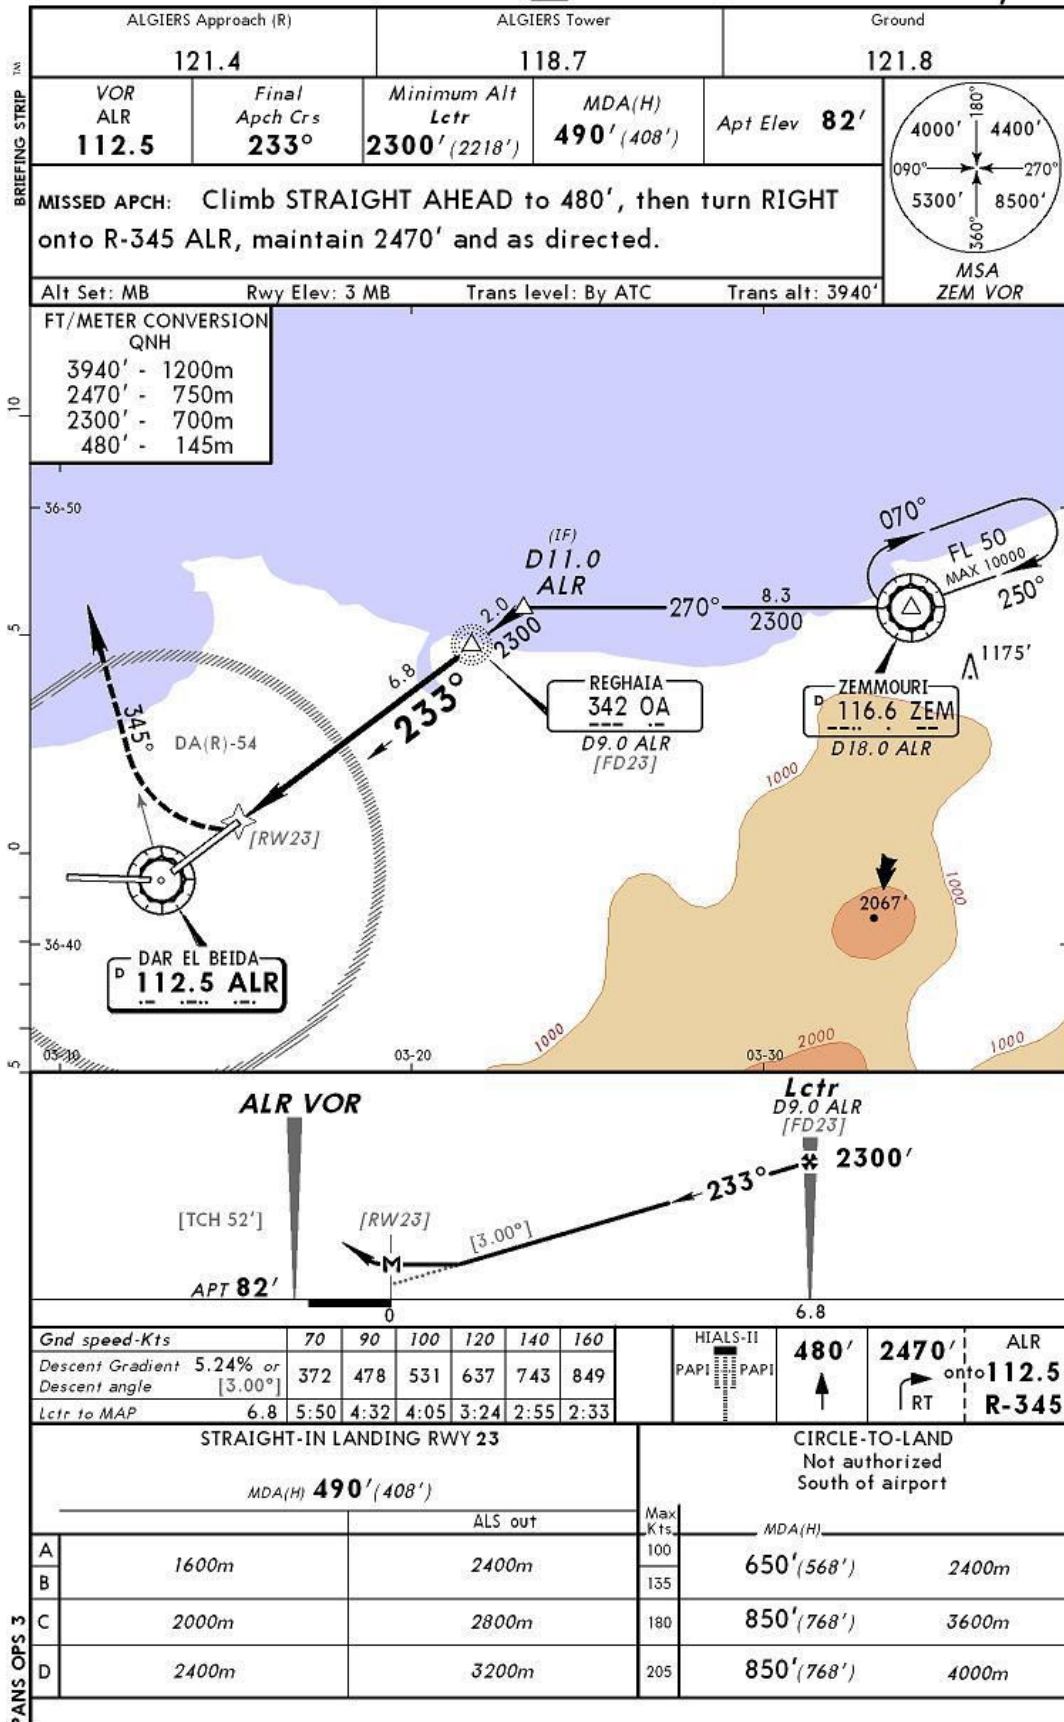 ALGIERS Approach (R)
121.4
ALGIERS Tower
118.7
Ground
121.8
BRIEFING STRIP TM
VOR
ALR
112.5
Final
Apch Crs
233°
Minimum Alt
Lctr
2300' (2218')
MDA(H)
490' (408')
Apt Elev 82'
MISSED APCH: Climb STRAIGHT AHEAD to 480', then turn RIGHT
onto R-345 ALR, maintain 2470' and as directed.
Alt Set: MB Rwy Elev: 3 MB Trans level: By ATC Trans alt: 3940'
180°
4000' 4400'
090° 270°
5300' 8500'
360°
MSA
ZEM VOR
FT/METER CONVERSION
QNH
3940' - 1200m
2470' - 750m
2300' - 700m
480' - 145m
10
5
0
5
36-50
36-40
03-10
03-20
03-30
(IF)
D11.0
ALR
2.0
2300
270°
8.3
2300
070°
FL 50
MAX 10000
250°
1175'
REGHAIA
342 OA
D9.0 ALR
[FD23]
D ZEMMOURI
116.6 ZEM
D18.0 ALR
6.8
233°
345°
DA(R)-54
[RW23]
DAR EL BEIDA
D 112.5 ALR
1000
1000
2067'
1000
2000
1000
ALR VOR
Lctr
D9.0 ALR
[FD23]
2300'
233°
[3.00°]
[TCH 52']
[RW23]
M
APT 82'
0
6.8
Gnd speed-Kts 70 90 100 120 140 160
Descent Gradient 5.24% or
Descent angle [3.00°] 372 478 531 637 743 849
Lctr to MAP 6.8 5:50 4:32 4:05 3:24 2:55 2:33
HIALS-II
PAPI PAPI
480'
2470'
RT
onto
ALR
112.5
R-345
STRAIGHT-IN LANDING RWY 23
MDA(H) 490' (408')
ALS out
A
B
1600m 2400m
C 2000m 2800m
D 2400m 3200m
CIRCLE-TO-LAND
Not authorized
South of airport
Max
Kts
MDA(H)
100
135
650' (568') 2400m
180 850' (768') 3600m
205 850' (768') 4000m
PANS OPS 3